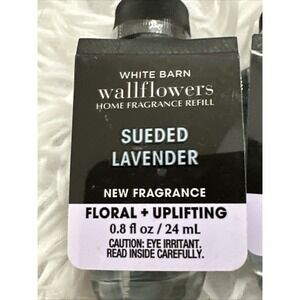 WHITE BARN
wallflowers
HOME FRAGRANCE REFILL
SUEDED
LAVENDER
NEW FRAGRANCE
FLORAL + UPLIFTING
0.8 fl oz / 24 mL
CAUTION: EYE IRRITANT.
READ INSIDE CAREFULLY.